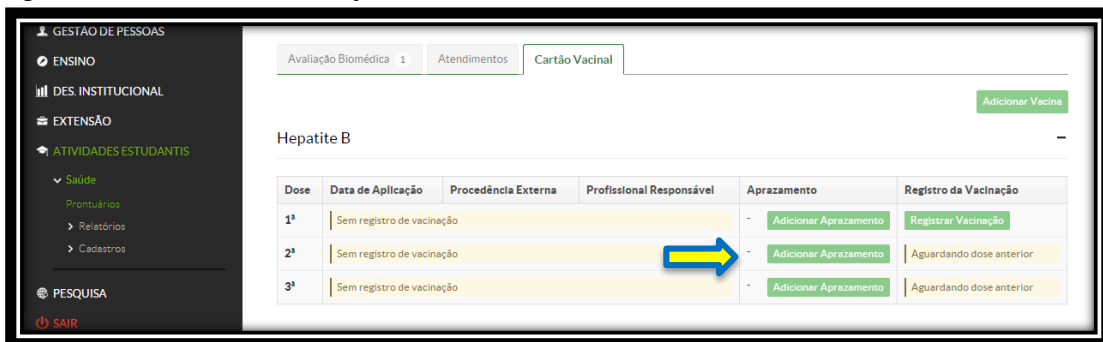 GESTÃO DE PESSOAS
ENSINO
DES. INSTITUCIONAL
EXTENSÃO
ATIVIDADES ESTUDANTIS
Saúde
Prontuários
Relatórios
Cadastros
PESQUISA
SAIR
Avaliação Biomédica 1 Atendimentos Cartão Vacinal
Adicionar Vacina
Hepatite B
Dose Data de Aplicação Procedência Externa Profissional Responsável Aprazamento Registro da Vacinação
1ª Sem registro de vacinação - Adicionar Aprazamento Registrar Vacinação
2ª Sem registro de vacinação - Adicionar Aprazamento Aguardando dose anterior
3ª Sem registro de vacinação - Adicionar Aprazamento Aguardando dose anterior